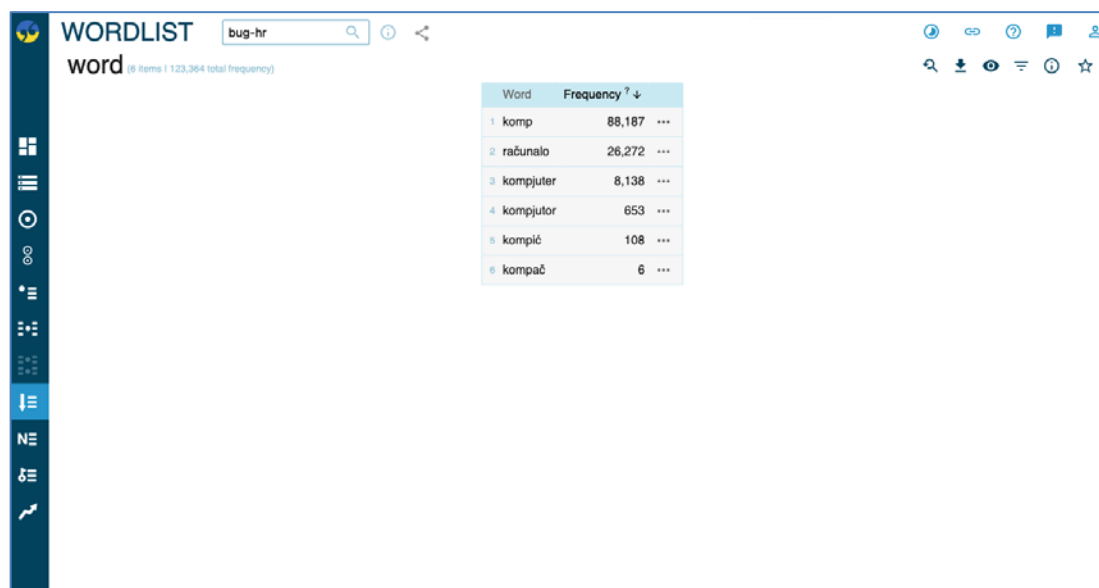 WORDLIST bug-hr
word (6 items | 123,364 total frequency)
Word Frequency ? ↓
1 komp 88,187 •••
2 računalo 26,272 •••
3 kompjuter 8,138 •••
4 kompjutor 653 •••
5 kompić 108 •••
6 kompač 6 •••
N